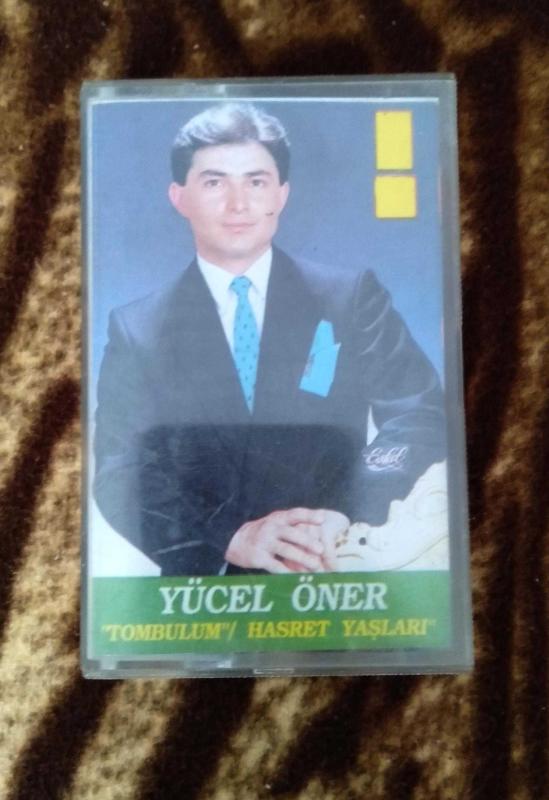 YÜCEL ÖNER
"TOMBULUM"/ HASRET YAŞLARI"